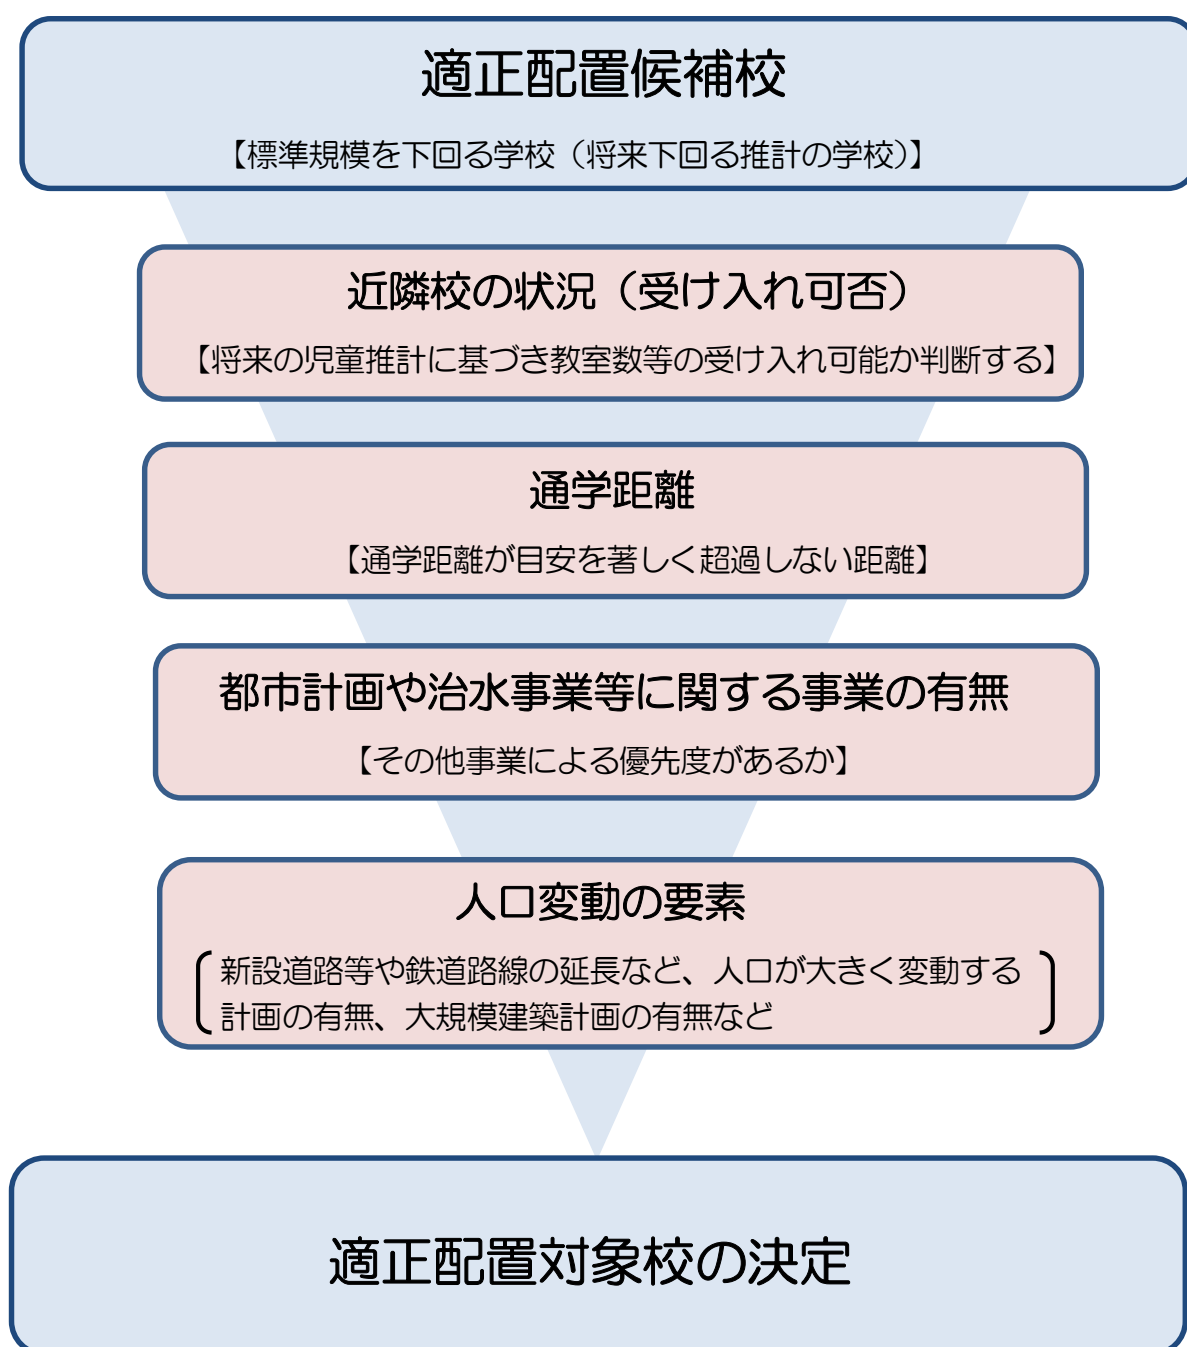 適正配置候補校
【標準規模を下回る学校（将来下回る推計の学校）】
近隣校の状況（受け入れ可否）
【将来の児童推計に基づき教室数等の受け入れ可能か判断する】
通学距離
【通学距離が目安を著しく超過しない距離】
都市計画や治水事業等に関する事業の有無
【その他事業による優先度があるか】
人口変動の要素
新設道路等や鉄道路線の延長など、人口が大きく変動する
計画の有無、大規模建築計画の有無など
適正配置対象校の決定